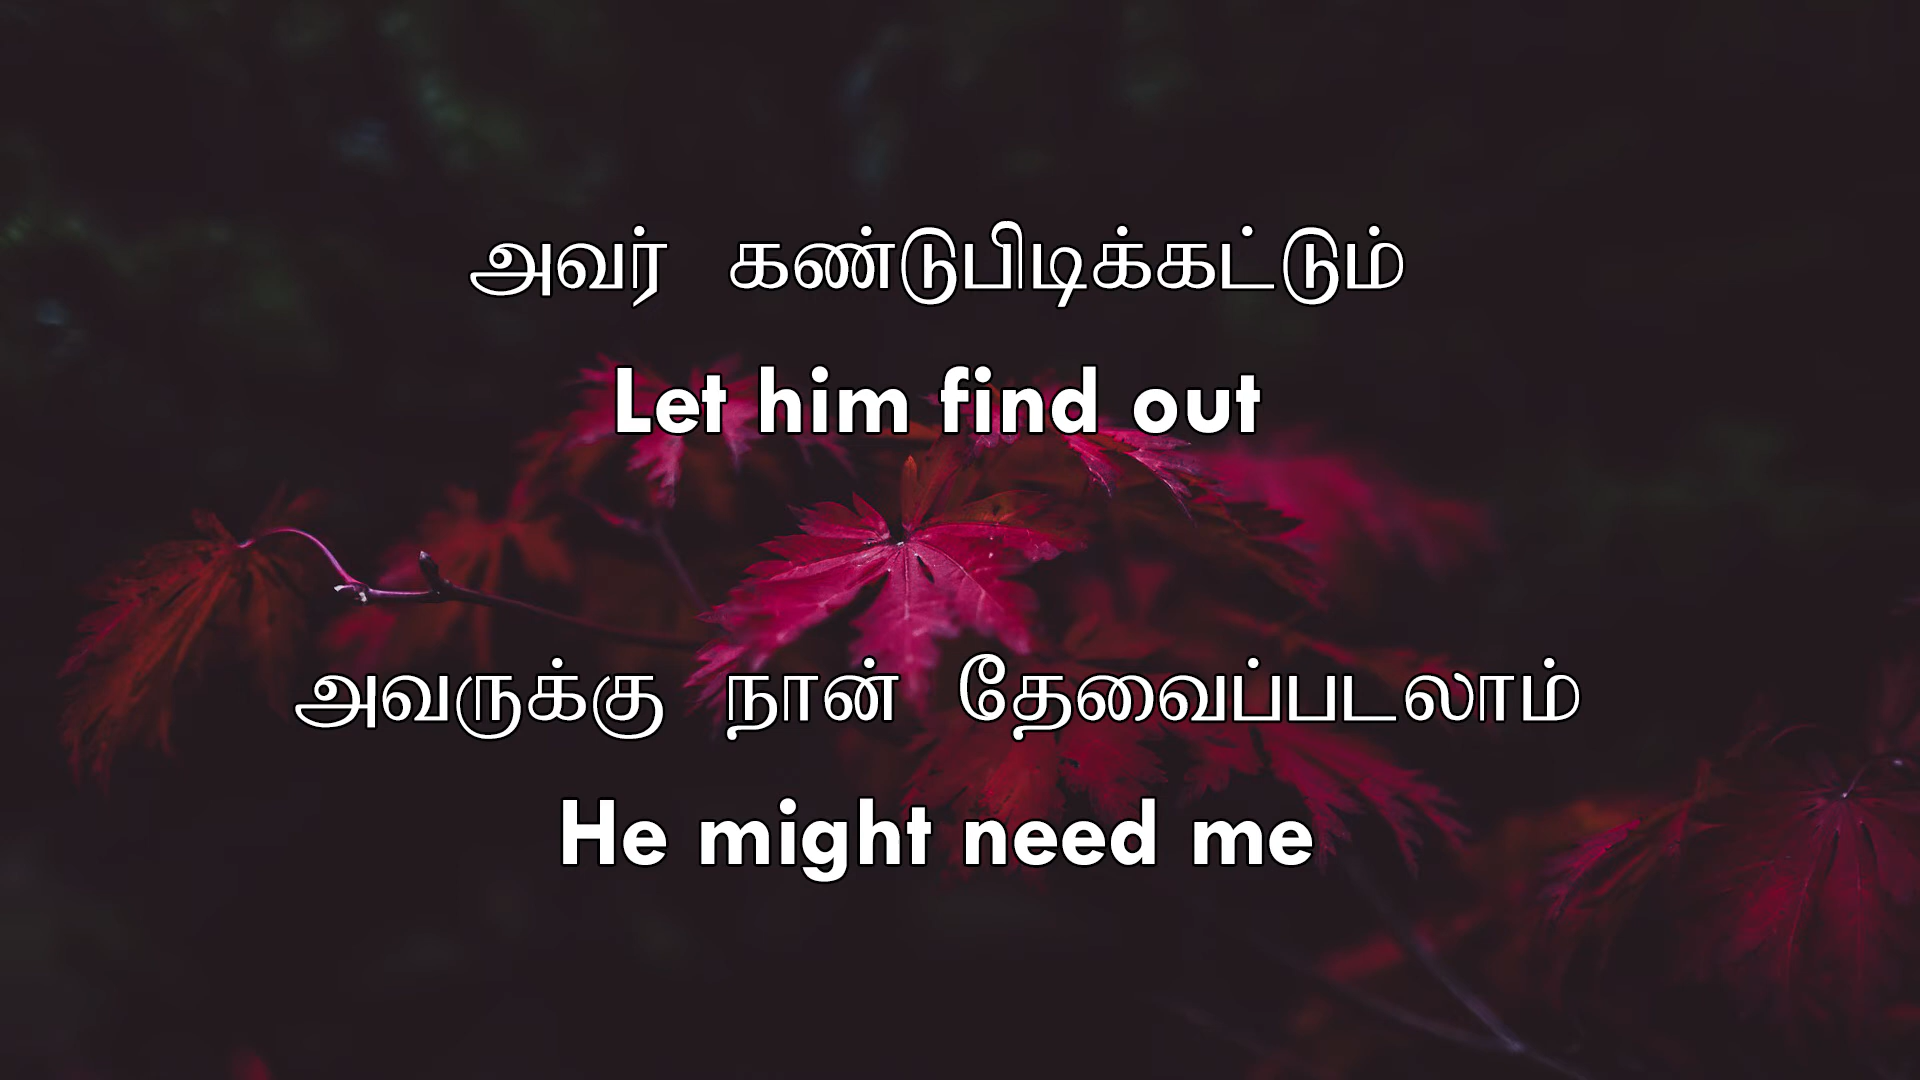 அவர் கண்டுபிடிக்கட்டும்
Let him find out
அவருக்கு நான் தேவைப்படலாம்
He might need me